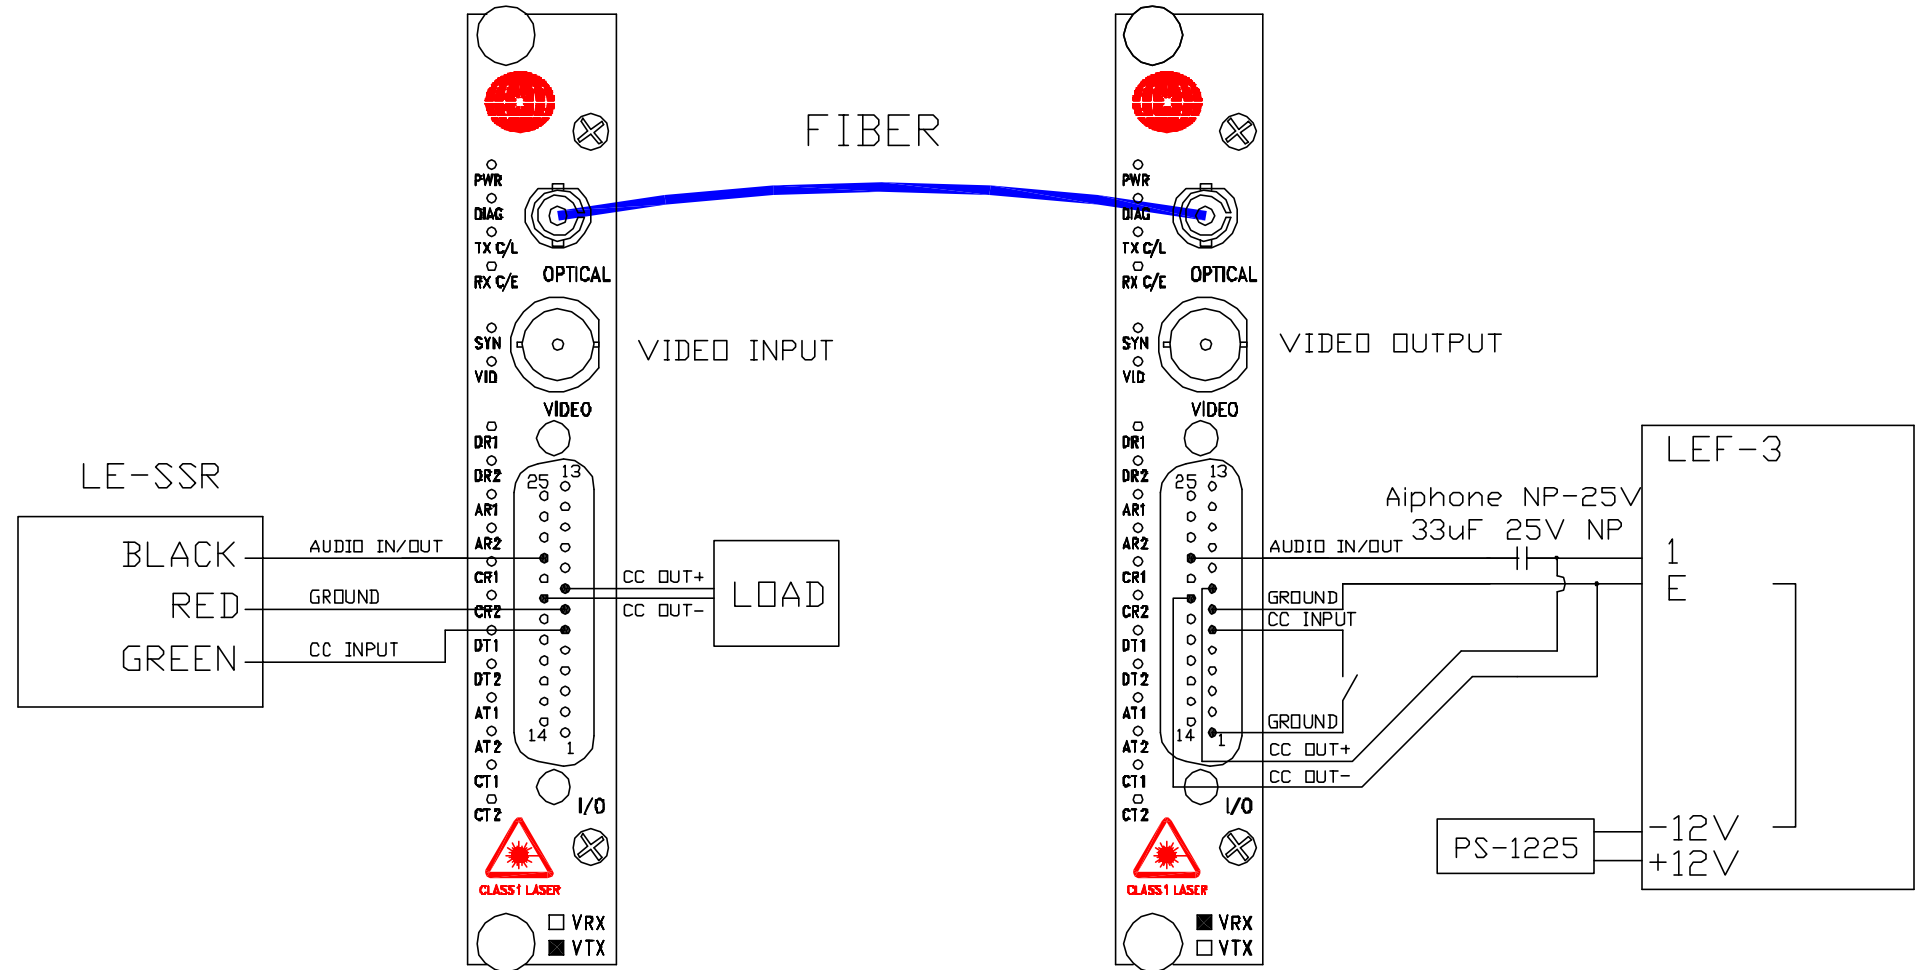 FIBER
PWR
DIAG
TX C/L
RX C/E
OPTICAL
SYN
VID
VIDEO INPUT
VIDEO
DR1
DR2
AR1
AR2
CR1
CR2
DT1
DT2
AT1
AT2
CT1
CT2
25
13
14
1
I/O
CLASS 1 LASER
VRX
VTX
LE-SSR
BLACK
RED
GREEN
AUDIO IN/OUT
GROUND
CC INPUT
CC OUT+
CC OUT-
LOAD
PWR
DIAG
TX C/L
RX C/E
OPTICAL
SYN
VID
VIDEO OUTPUT
VIDEO
DR1
DR2
AR1
AR2
CR1
CR2
DT1
DT2
AT1
AT2
CT1
CT2
25
13
14
1
I/O
CLASS 1 LASER
VRX
VTX
AUDIO IN/OUT
GROUND
CC INPUT
GROUND
CC OUT+
CC OUT-
Aiphone NP-25V
33uF 25V NP
LEF-3
1
E
-12V
+12V
PS-1225